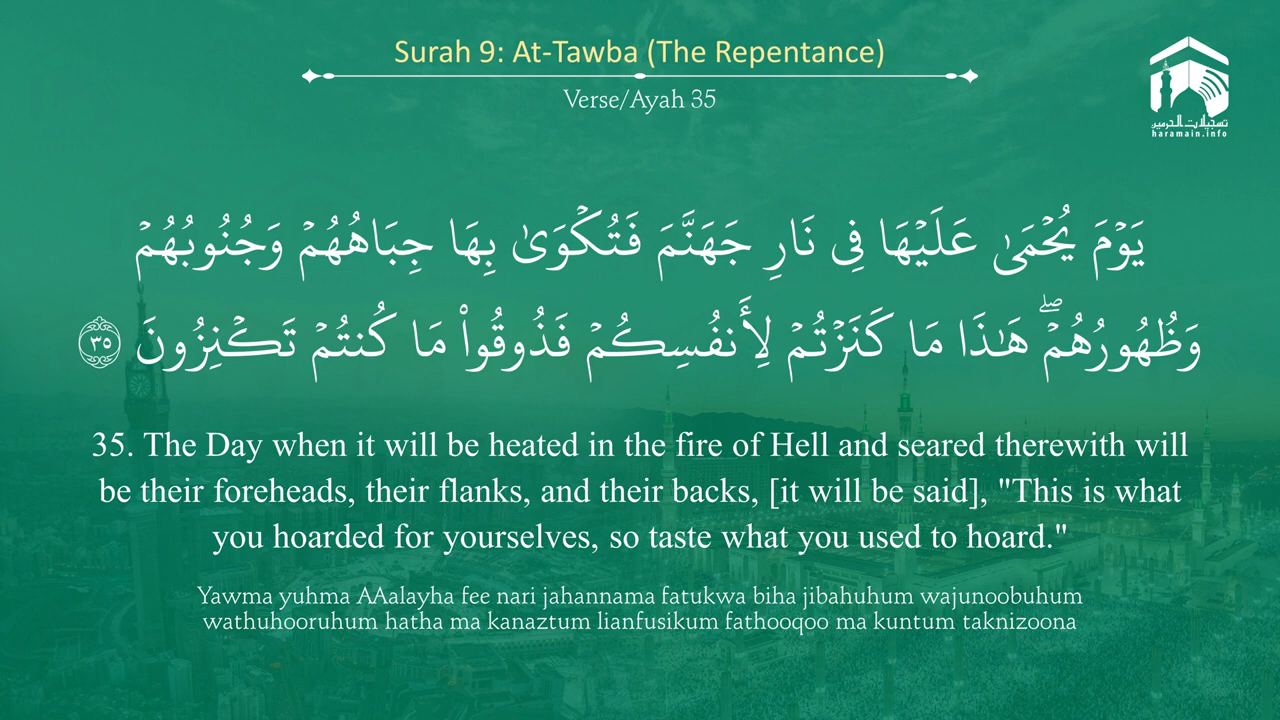 Surah 9: At-Tawba (The Repentance)
Verse/Ayah 35
تسجيلات الحرمين
haramain.info
يَوْمَ يُحْمَىٰ عَلَيْهَا فِى نَارِ جَهَنَّمَ فَتُكْوَىٰ بِهَا جِبَاهُهُمْ وَجُنُوبُهُمْ
وَظُهُورُهُمْ ۖ هَـٰذَا مَا كَنَزْتُمْ لِأَنفُسِكُمْ فَذُوقُوا۟ مَا كُنتُمْ تَكْنِزُونَ ٣٥
35. The Day when it will be heated in the fire of Hell and seared therewith will
be their foreheads, their flanks, and their backs, [it will be said], "This is what
you hoarded for yourselves, so taste what you used to hoard."
Yawma yuhma AAalayha fee nari jahannama fatukwa biha jibahuhum wajunoobuhum
wathuhooruhum hatha ma kanaztum lianfusikum fathooqoo ma kuntum taknizoona